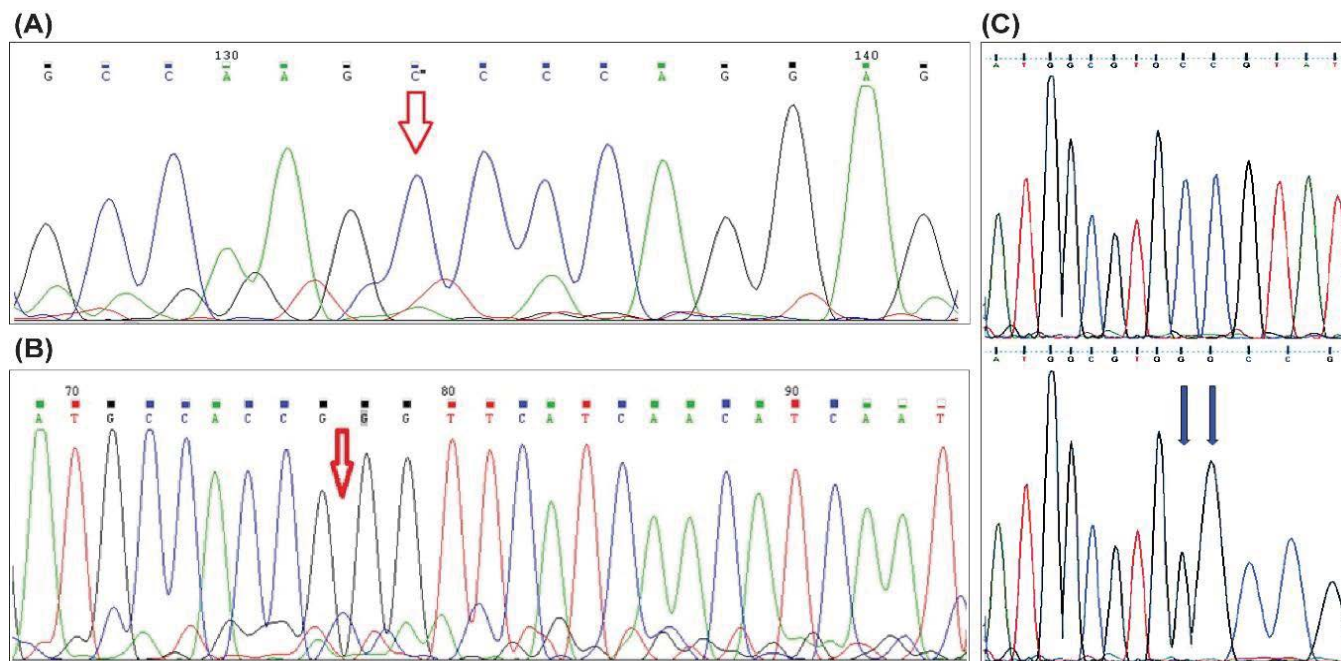 (A)
130 140
G C C A A G C C C C A G G A G
(B)
70 80 90
A T G C C A C C G G G T T C A T C A A C A T C A A T
(C)
A T G G C G T G C C G T A T
A T G G C G T G G G C C G